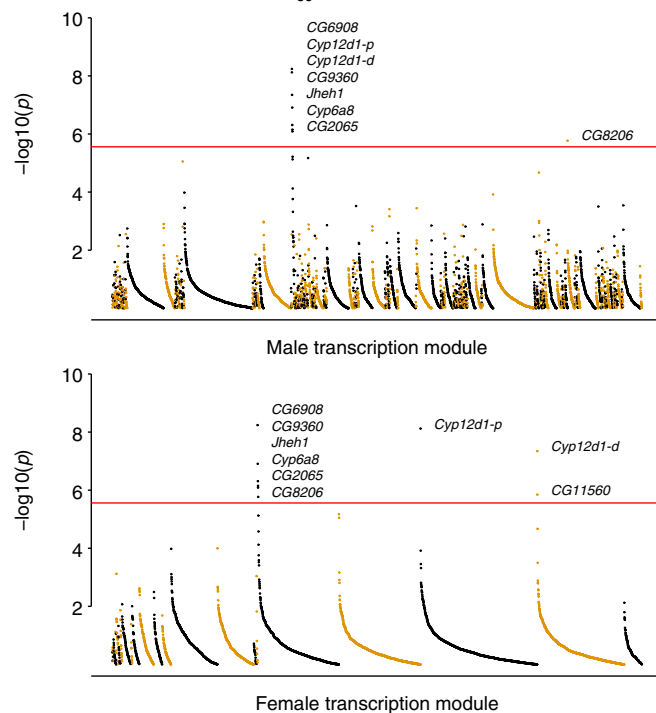 10
8
6
4
2
−log10(p)
CG6908
Cyp12d1-p
Cyp12d1-d
CG9360
Jheh1
Cyp6a8
CG2065
CG8206
Male transcription module
10
8
6
4
2
−log10(p)
CG6908
CG9360
Jheh1
Cyp6a8
CG2065
CG8206
Cyp12d1-p
Cyp12d1-d
CG11560
Female transcription module